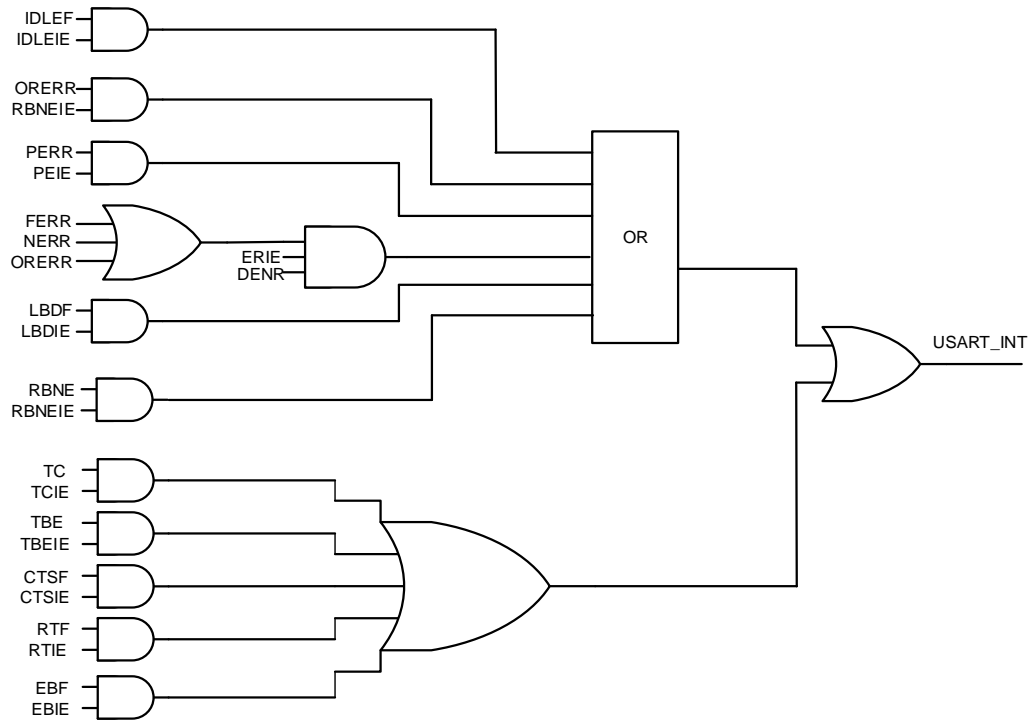 IDLEF
IDLEIE
ORERR
RBNEIE
PERR
PEIE
FERR
NERR
ORERR
ERIE
DENR
OR
USART_INT
LBDF
LBDIE
RBNE
RBNEIE
TC
TCIE
TBE
TBEIE
CTSF
CTSIE
RTF
RTIE
EBF
EBIE